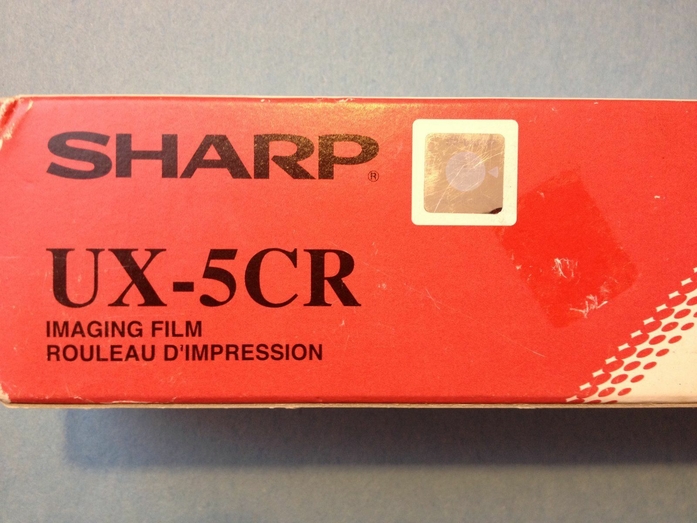 SHARP®
UX-5CR
IMAGING FILM
ROULEAU D'IMPRESSION